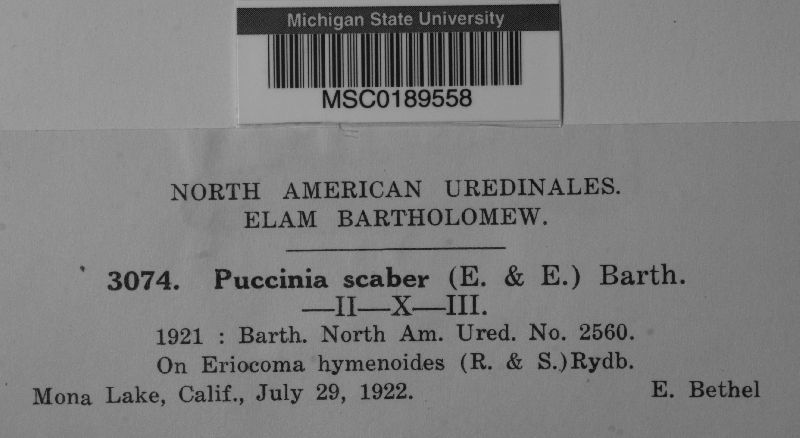 Michigan State University
MSC0189558
NORTH AMERICAN UREDINALES.
ELAM BARTHOLOMEW.
3074. Puccinia scaber (E. & E.) Barth.
—II—X—III.
1921 : Barth. North Am. Ured. No. 2560.
On Eriocoma hymenoides (R. & S.)Rydb.
Mona Lake, Calif., July 29, 1922. E. Bethel